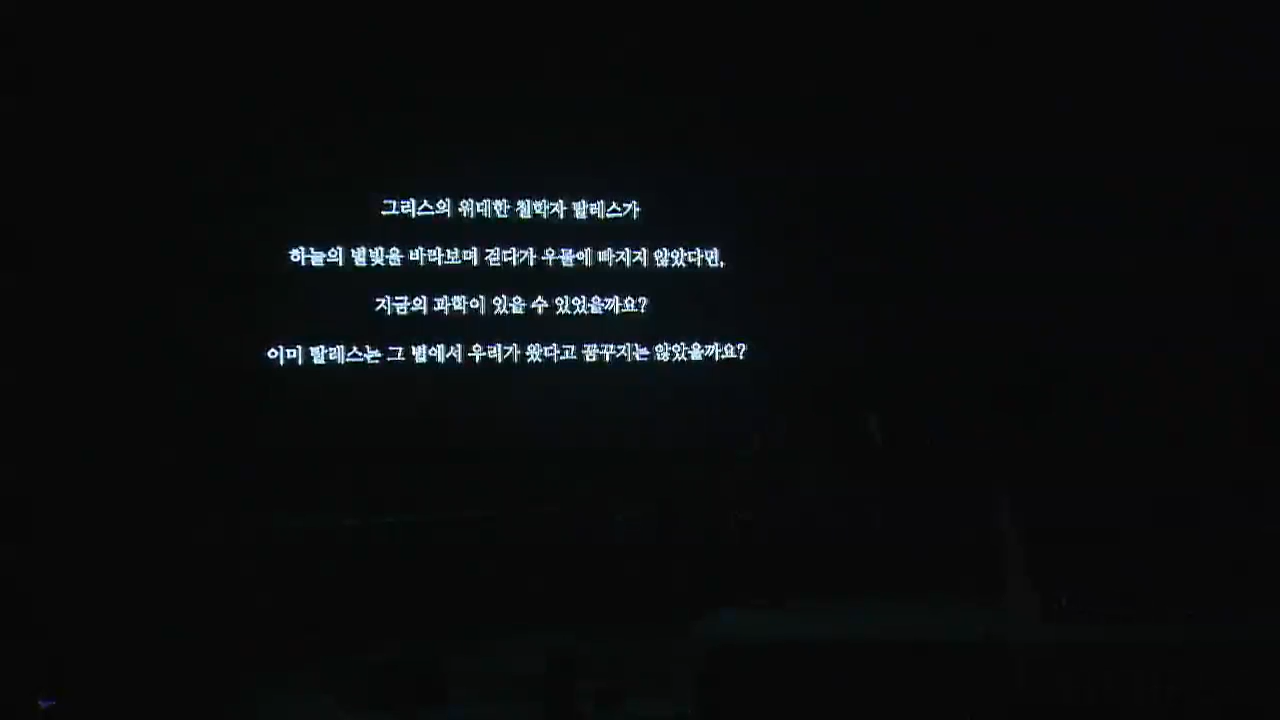 그리스의 위대한 철학자 탈레스가
하늘의 별빛을 바라보며 걷다가 우물에 빠지지 않았다면,
지금의 과학이 있을 수 있었을까요?
이미 탈레스는 그 별에서 우리가 왔다고 꿈꾸지는 않았을까요?